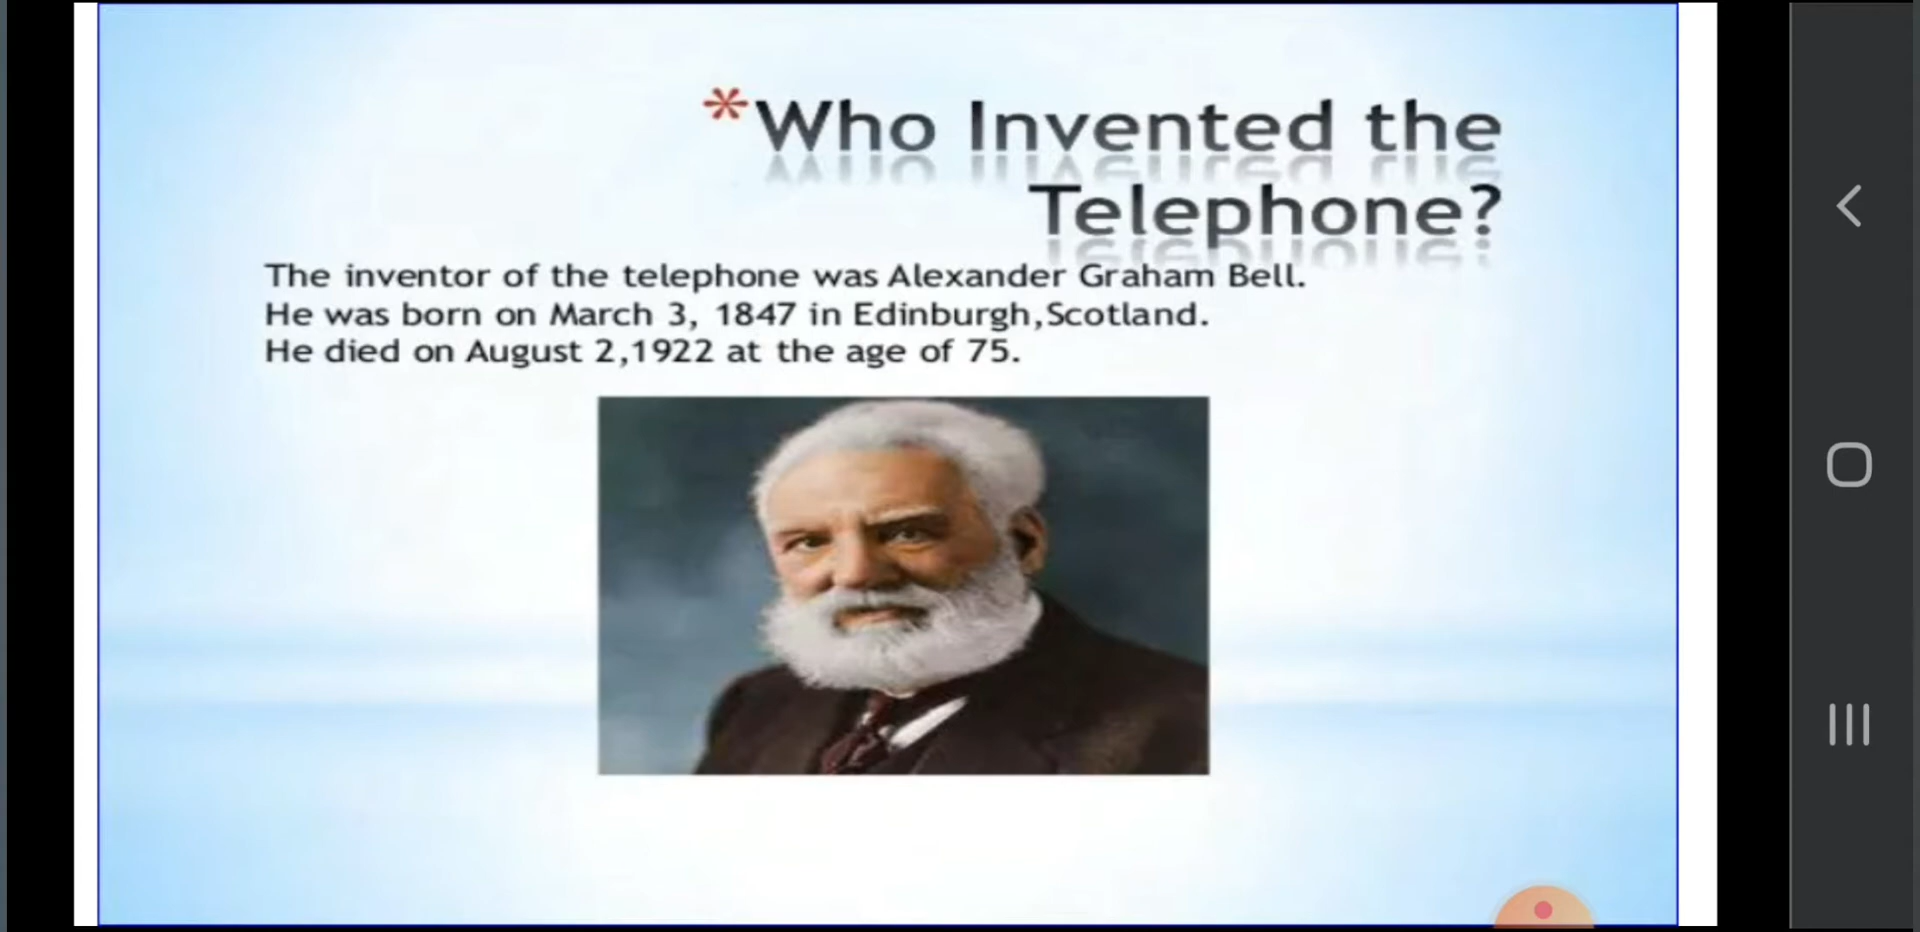 *Who Invented the
Telephone?
The inventor of the telephone was Alexander Graham Bell.
He was born on March 3, 1847 in Edinburgh,Scotland.
He died on August 2,1922 at the age of 75.